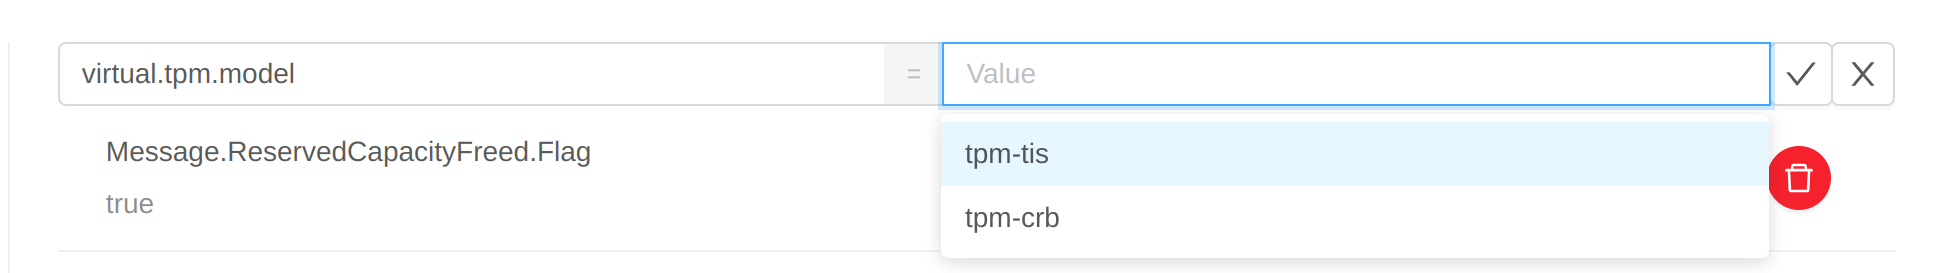 virtual.tpm.model = Value
Message.ReservedCapacityFreed.Flag
true
tpm-tis
tpm-crb